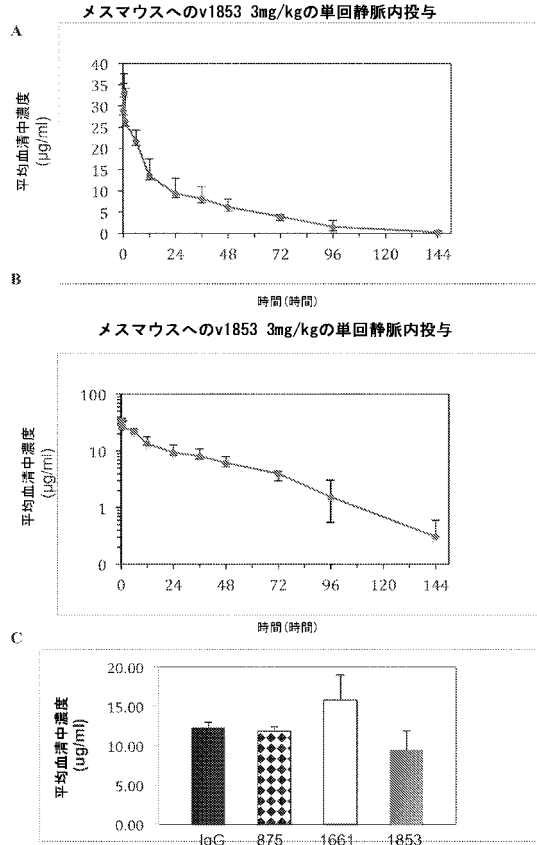 メスマウスへのv1853 3mg/kgの単回静脈内投与
A
平均血清中濃度
(µg/ml)
40
35
30
25
20
15
10
5
0
0 24 48 72 96 120 144
時間(時間)
B
メスマウスへのv1853 3mg/kgの単回静脈内投与
平均血清中濃度
(µg/ml)
100
10
1
0
0 24 48 72 96 120 144
時間(時間)
C
平均血清中濃度
(ug/ml)
20.00
15.00
10.00
5.00
0.00
IgG 875 1661 1853